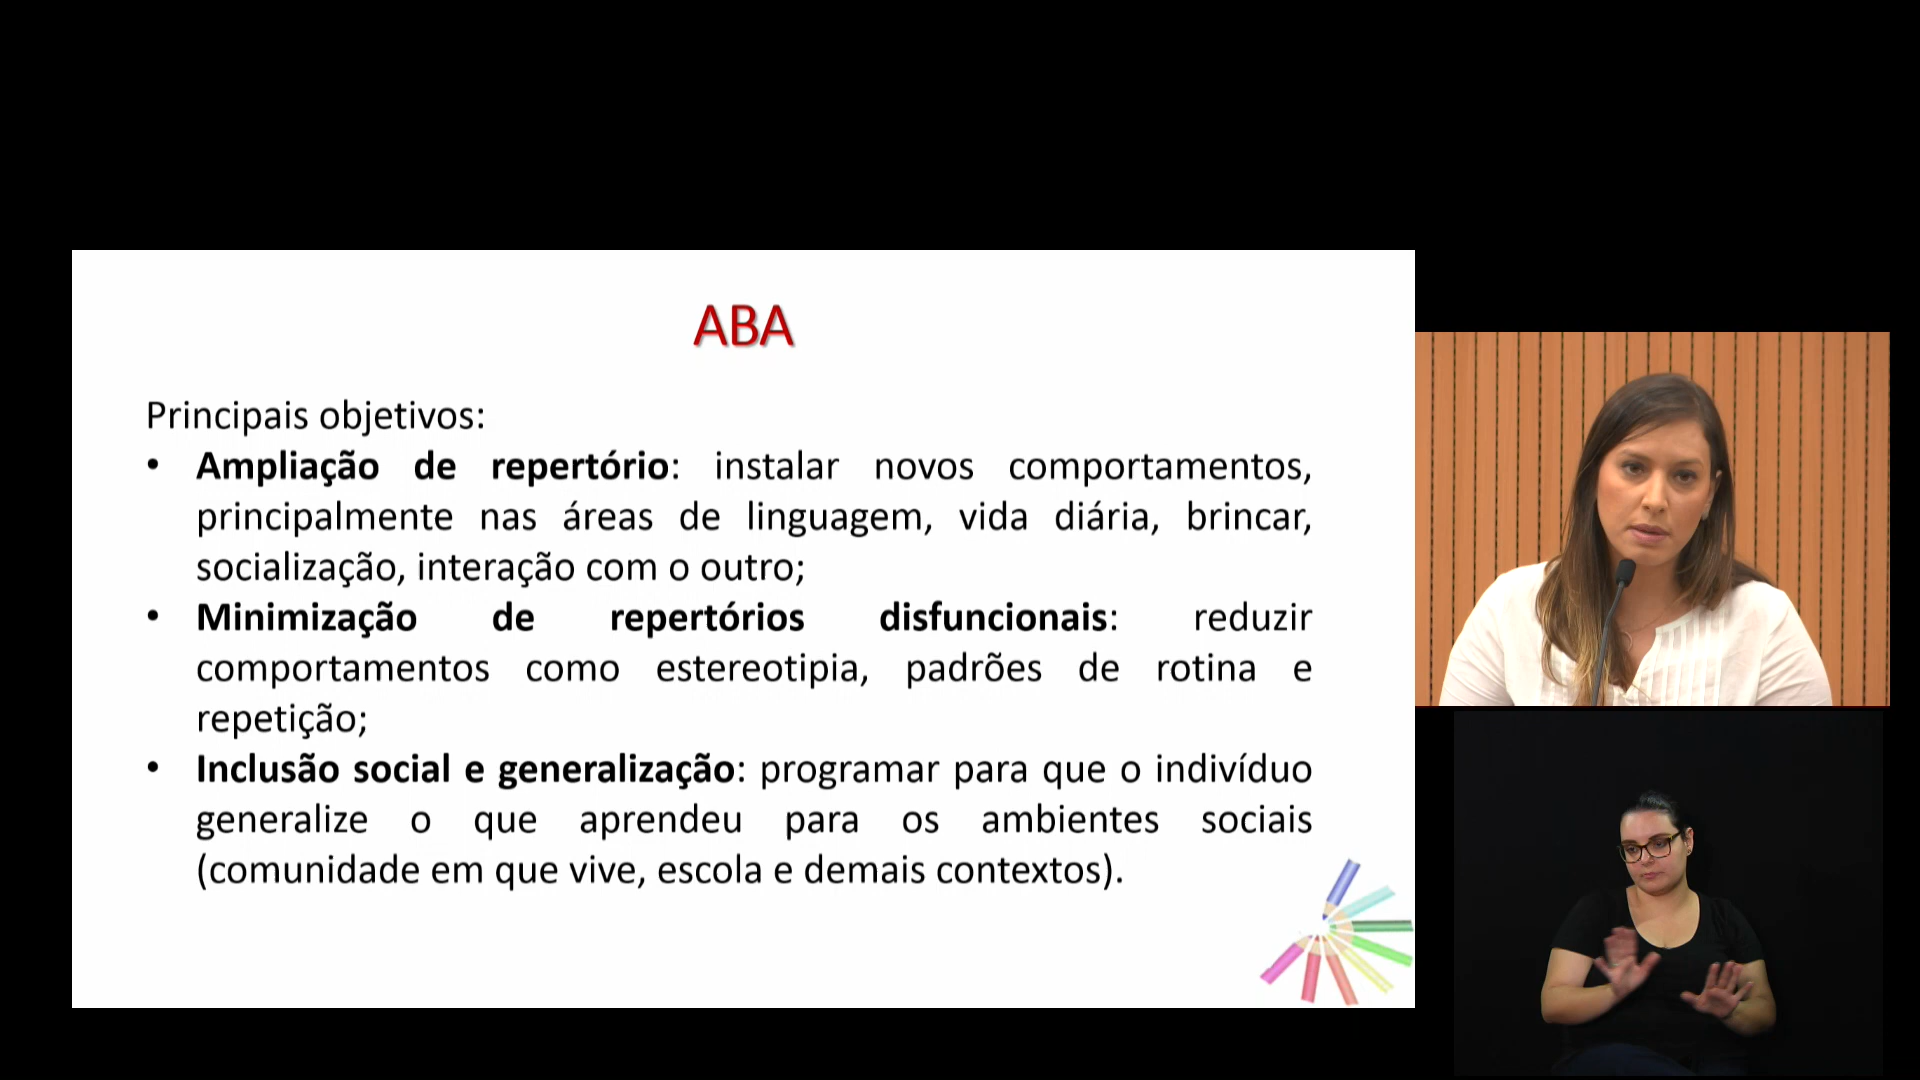 ABA
Principais objetivos:
• Ampliação de repertório: instalar novos comportamentos,
principalmente nas áreas de linguagem, vida diária, brincar,
socialização, interação com o outro;
• Minimização de repertórios disfuncionais: reduzir
comportamentos como estereotipia, padrões de rotina e
repetição;
• Inclusão social e generalização: programar para que o indivíduo
generalize o que aprendeu para os ambientes sociais
(comunidade em que vive, escola e demais contextos).